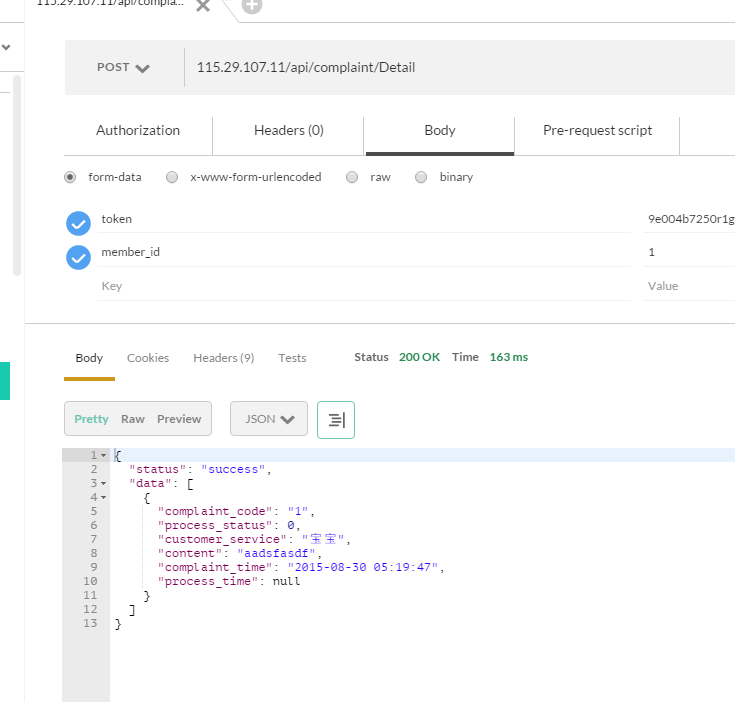 115.29.107.11/api/compla...
POST
115.29.107.11/api/complaint/Detail
Authorization Headers (0) Body Pre-request script
form-data x-www-form-urlencoded raw binary
token 9e004b7250r1g
member_id 1
Key Value
Body Cookies Headers (9) Tests Status 200 OK Time 163 ms
Pretty Raw Preview JSON
1 {
2 "status": "success",
3 "data": [
4 {
5 "complaint_code": "1",
6 "process_status": 0,
7 "customer_service": "宝宝",
8 "content": "aadsfasdf",
9 "complaint_time": "2015-08-30 05:19:47",
10 "process_time": null
11 }
12 ]
13 }